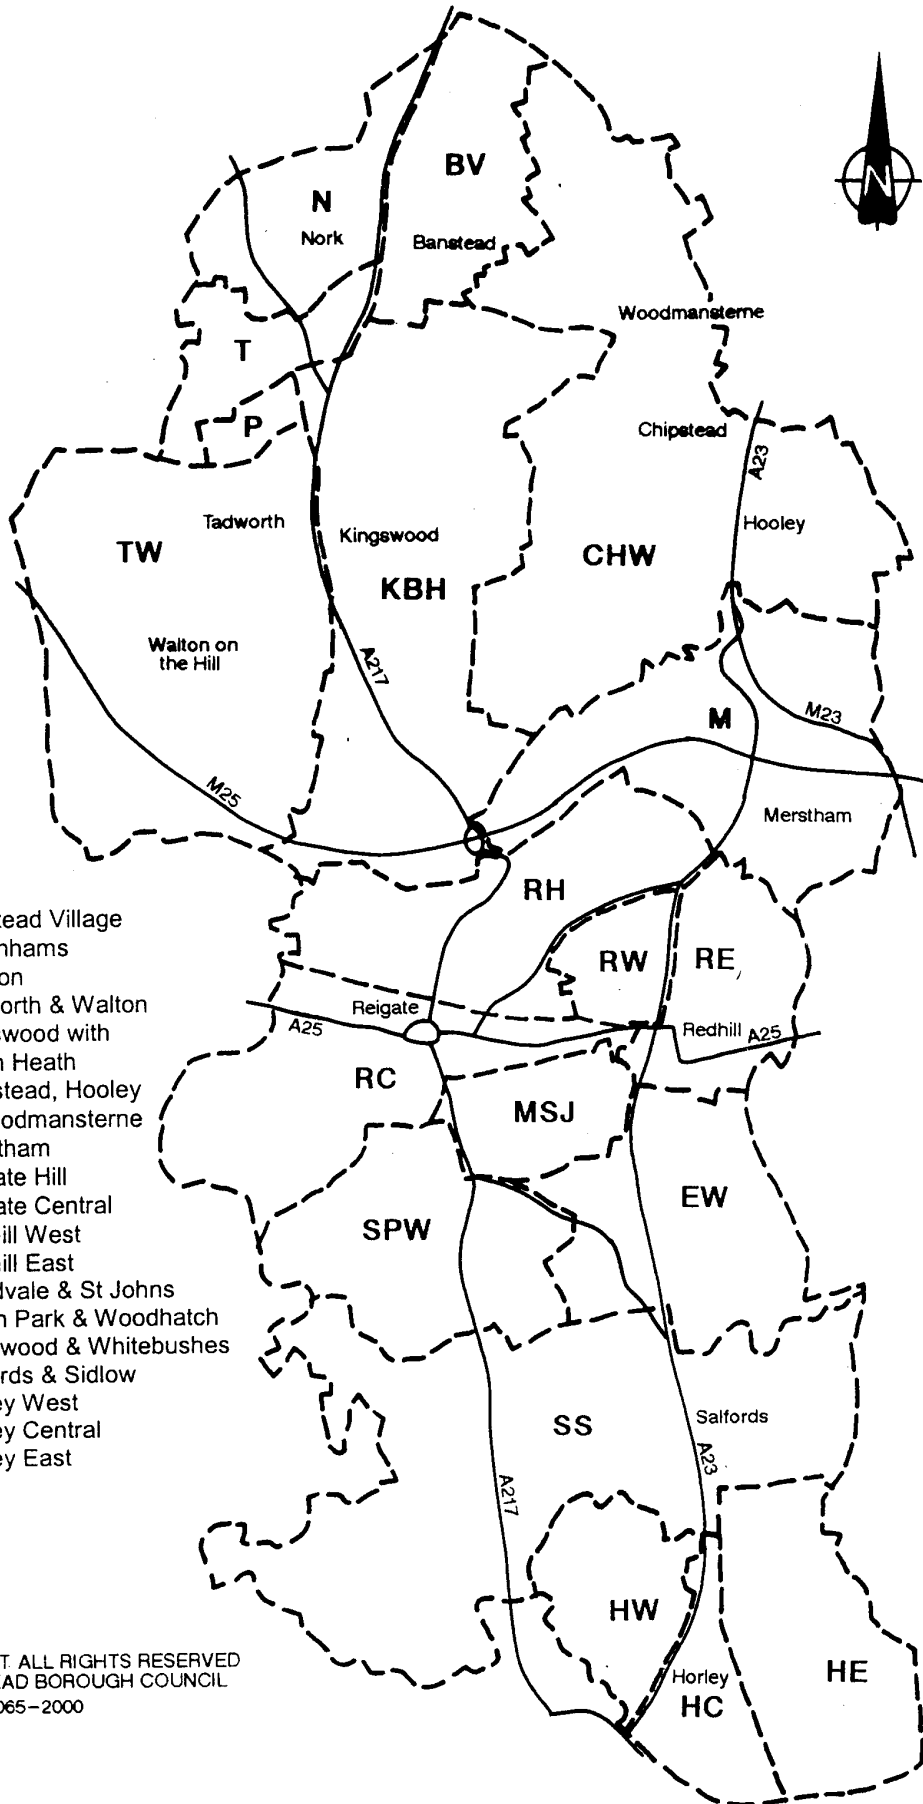 BV
N
N
Nork
Banstead
Woodmansterne
T
P
Chipstead
A23
Tadworth
Kingswood
Hooley
TW
CHW
KBH
Walton on
the Hill
A217
M
M23
M25
Merstham
RH
ead Village
nhams
on
orth & Walton
swood with
n Heath
stead, Hooley
oodmansterne
tham
ate Hill
ate Central
ill West
ill East
dvale & St Johns
h Park & Woodhatch
wood & Whitebushes
rds & Sidlow
ey West
ey Central
ey East
RW
RE
Reigate
A25
Redhill
A25
RC
MSJ
EW
SPW
SS
Salfords
A23
A217
HW
Horley
HC
HE
T. ALL RIGHTS RESERVED
EAD BOROUGH COUNCIL
065-2000